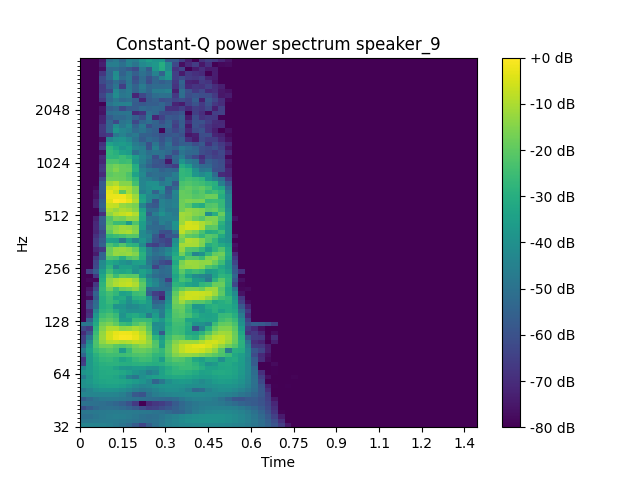 Constant-Q power spectrum speaker_9
Hz
2048
1024
512
256
128
64
32
0 0.15 0.3 0.45 0.6 0.75 0.9 1.1 1.2 1.4
Time
+0 dB
-10 dB
-20 dB
-30 dB
-40 dB
-50 dB
-60 dB
-70 dB
-80 dB